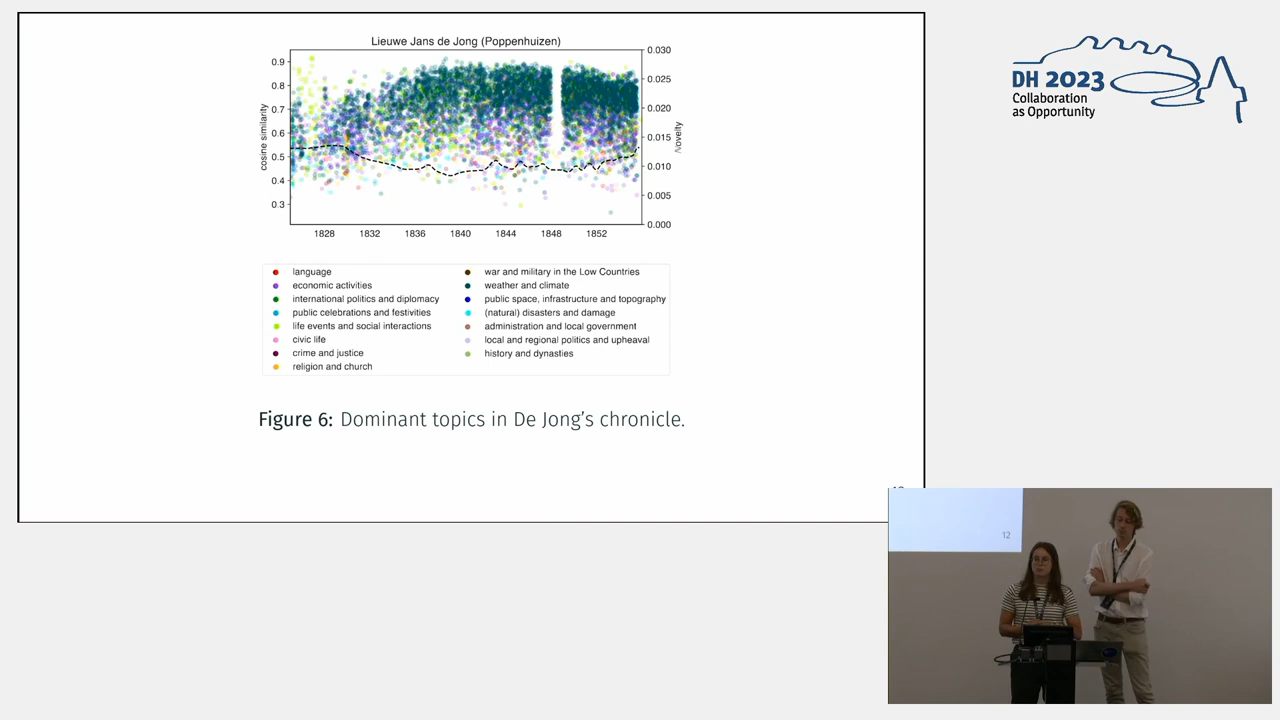 Lieuwe Jans de Jong (Poppenhuizen)
cosine similarity
0.9
0.8
0.7
0.6
0.5
0.4
0.3
0.030
0.025
0.020
0.015
0.010
0.005
0.000
Novelty
1828 1832 1836 1840 1844 1848 1852
language
economic activities
international politics and diplomacy
public celebrations and festivities
life events and social interactions
civic life
crime and justice
religion and church
war and military in the Low Countries
weather and climate
public space, infrastructure and topography
(natural) disasters and damage
administration and local government
local and regional politics and upheaval
history and dynasties
Figure 6: Dominant topics in De Jong's chronicle.
DH 2023
Collaboration
as Opportunity
12